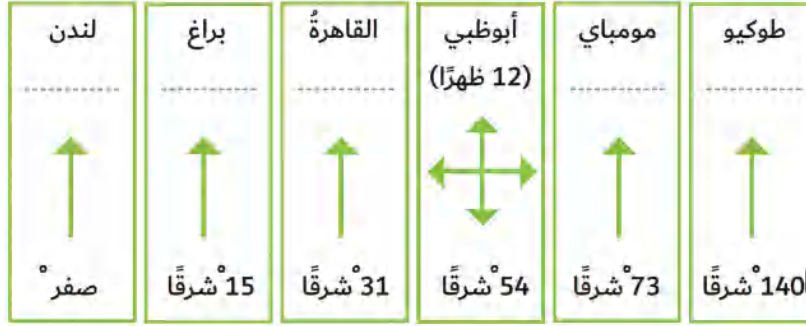 طوكيو
140 ْ شرقًا
مومباي
73 ْ شرقًا
أبوظبي
(12 ظهرًا)
54 ْ شرقًا
القاهرةُ
31 ْ شرقًا
براغ
15 ْ شرقًا
لندن
صفر ْ